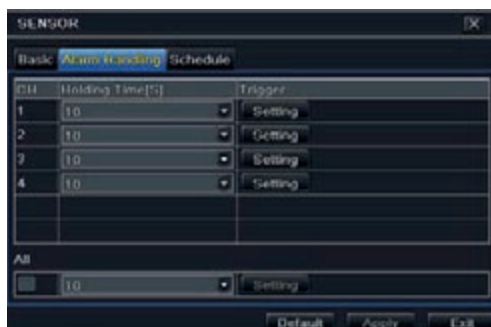 SENSOR X
Basic Alarm Handling Schedule
CH Holding Time[S] Trigger
1 10 Setting
2 10 Setting
3 10 Setting
4 10 Setting
All
10 Setting
Default Apply Exit